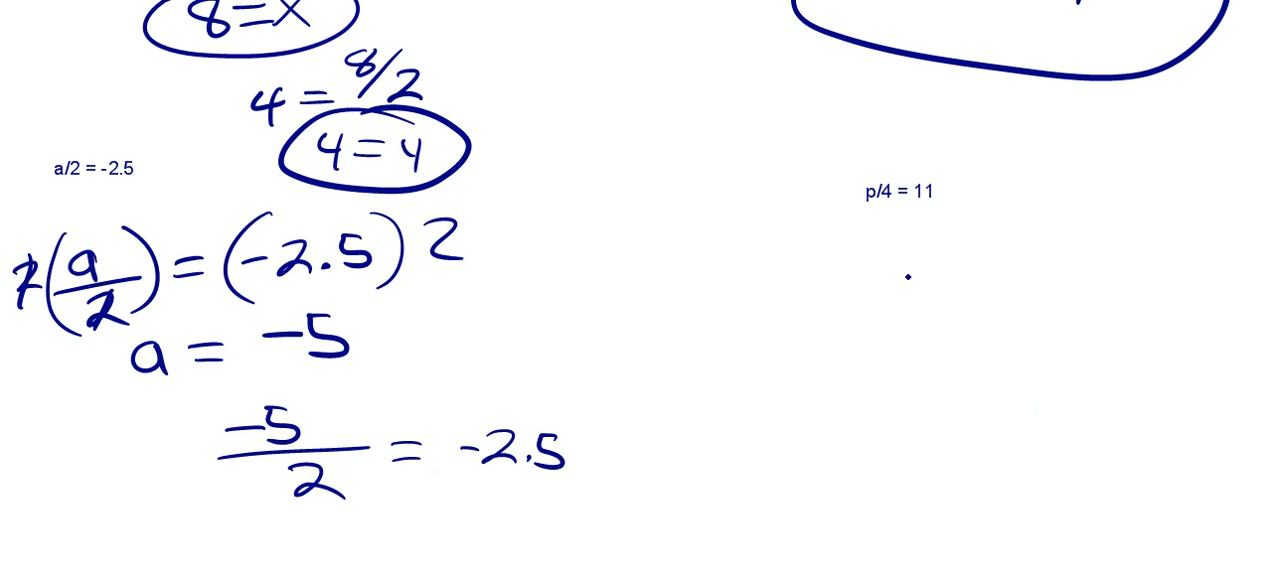 8=x
4 = 8/2
4=4
a/2 = -2.5
2(a/2) = (-2.5) 2
a = -5
-5/2 = -2.5
p/4 = 11